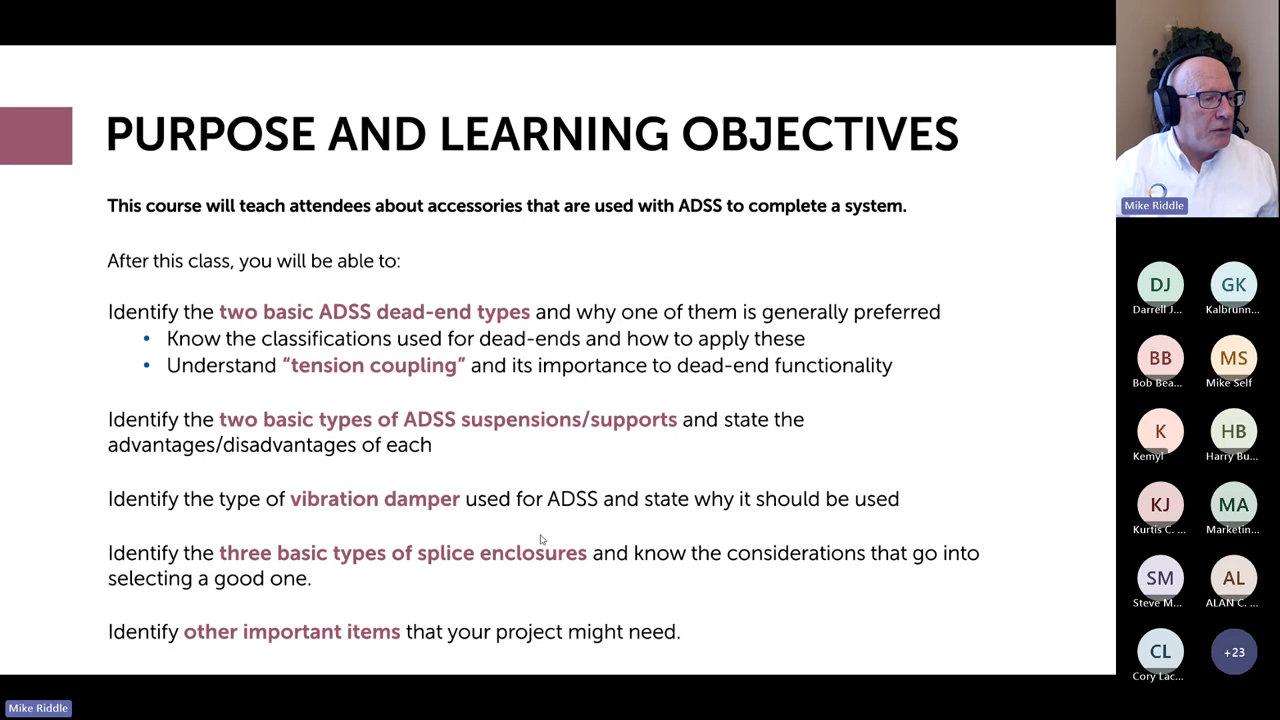 PURPOSE AND LEARNING OBJECTIVES
This course will teach attendees about accessories that are used with ADSS to complete a system.
After this class, you will be able to:
Identify the two basic ADSS dead-end types and why one of them is generally preferred
• Know the classifications used for dead-ends and how to apply these
• Understand “tension coupling” and its importance to dead-end functionality
Identify the two basic types of ADSS suspensions/supports and state the
advantages/disadvantages of each
Identify the type of vibration damper used for ADSS and state why it should be used
Identify the three basic types of splice enclosures and know the considerations that go into
selecting a good one.
Identify other important items that your project might need.
Mike Riddle
Mike Riddle
DJ
GK
Darrell J...
Kalbrunn...
BB
MS
Bob Bea...
Mike Self
K
HB
Kemyl
Harry Bu...
KJ
MA
Kurtis C. ...
Marketin...
SM
AL
Steve M...
ALAN C. ...
CL
+23
Cory Lac...